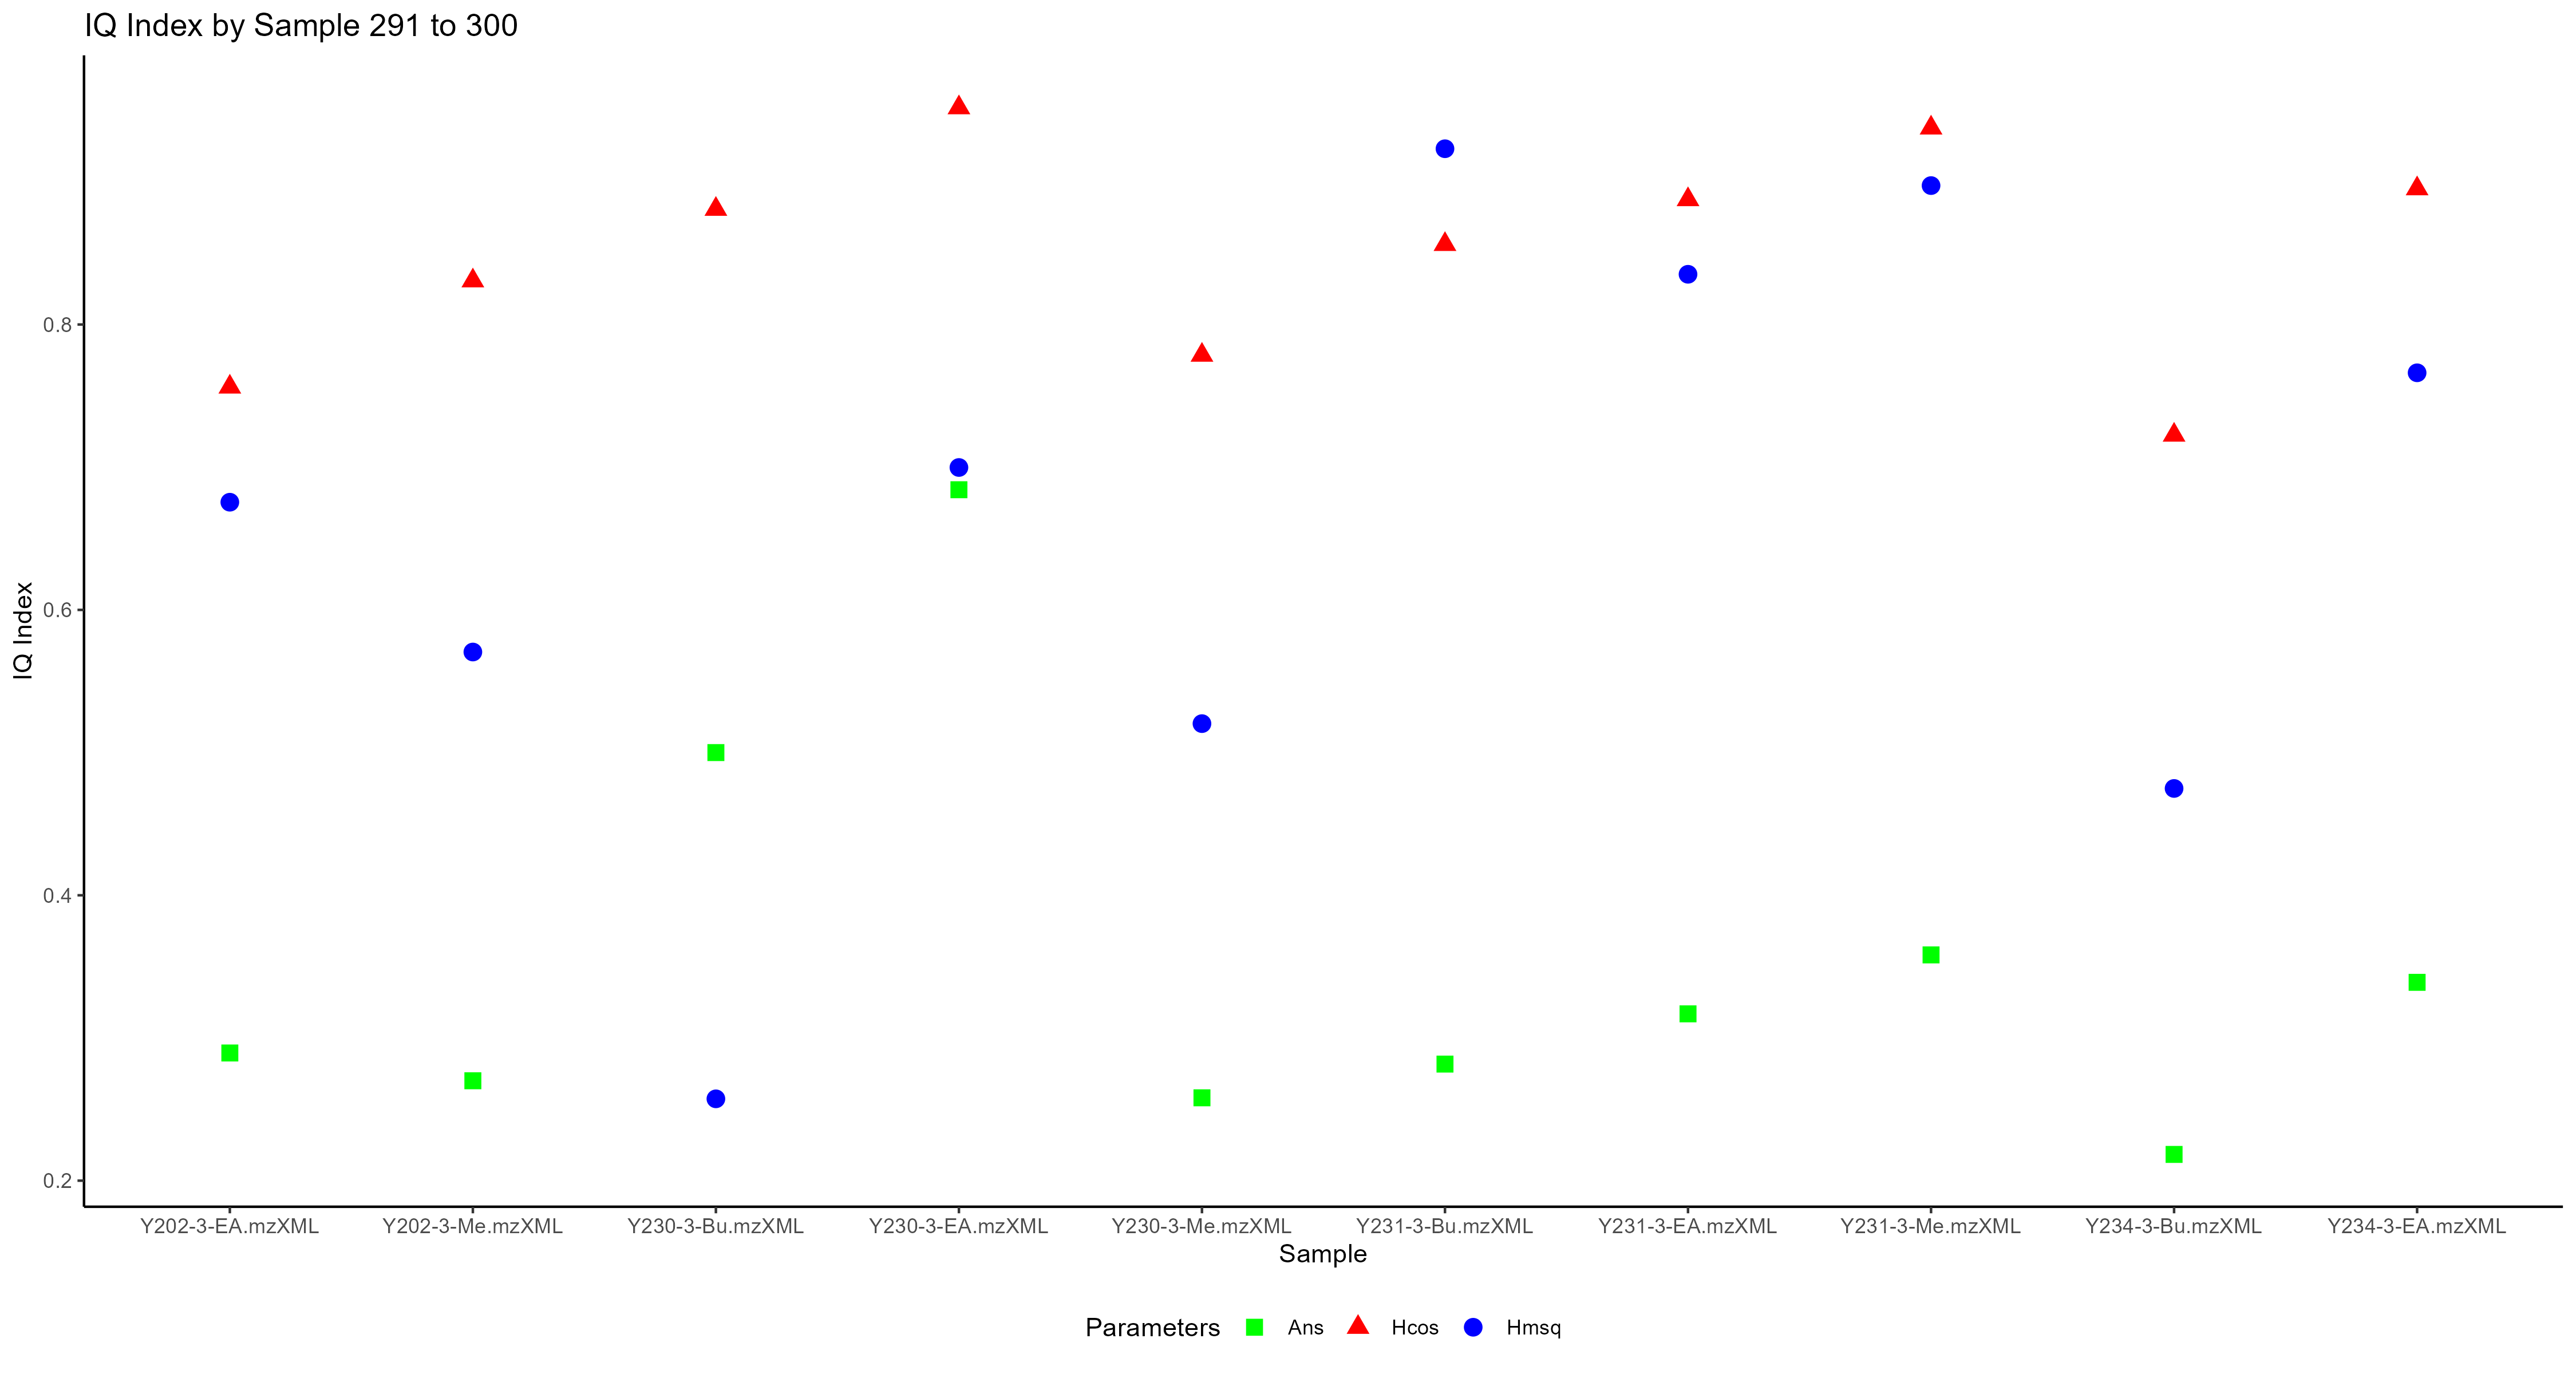 IQ Index by Sample 291 to 300
IQ Index
0.8
0.6
0.4
0.2
Y202-3-EA.mzXML Y202-3-Me.mzXML Y230-3-Bu.mzXML Y230-3-EA.mzXML Y230-3-Me.mzXML Y231-3-Bu.mzXML Y231-3-EA.mzXML Y231-3-Me.mzXML Y234-3-Bu.mzXML Y234-3-EA.mzXML
Sample
Parameters Ans Hcos Hmsq